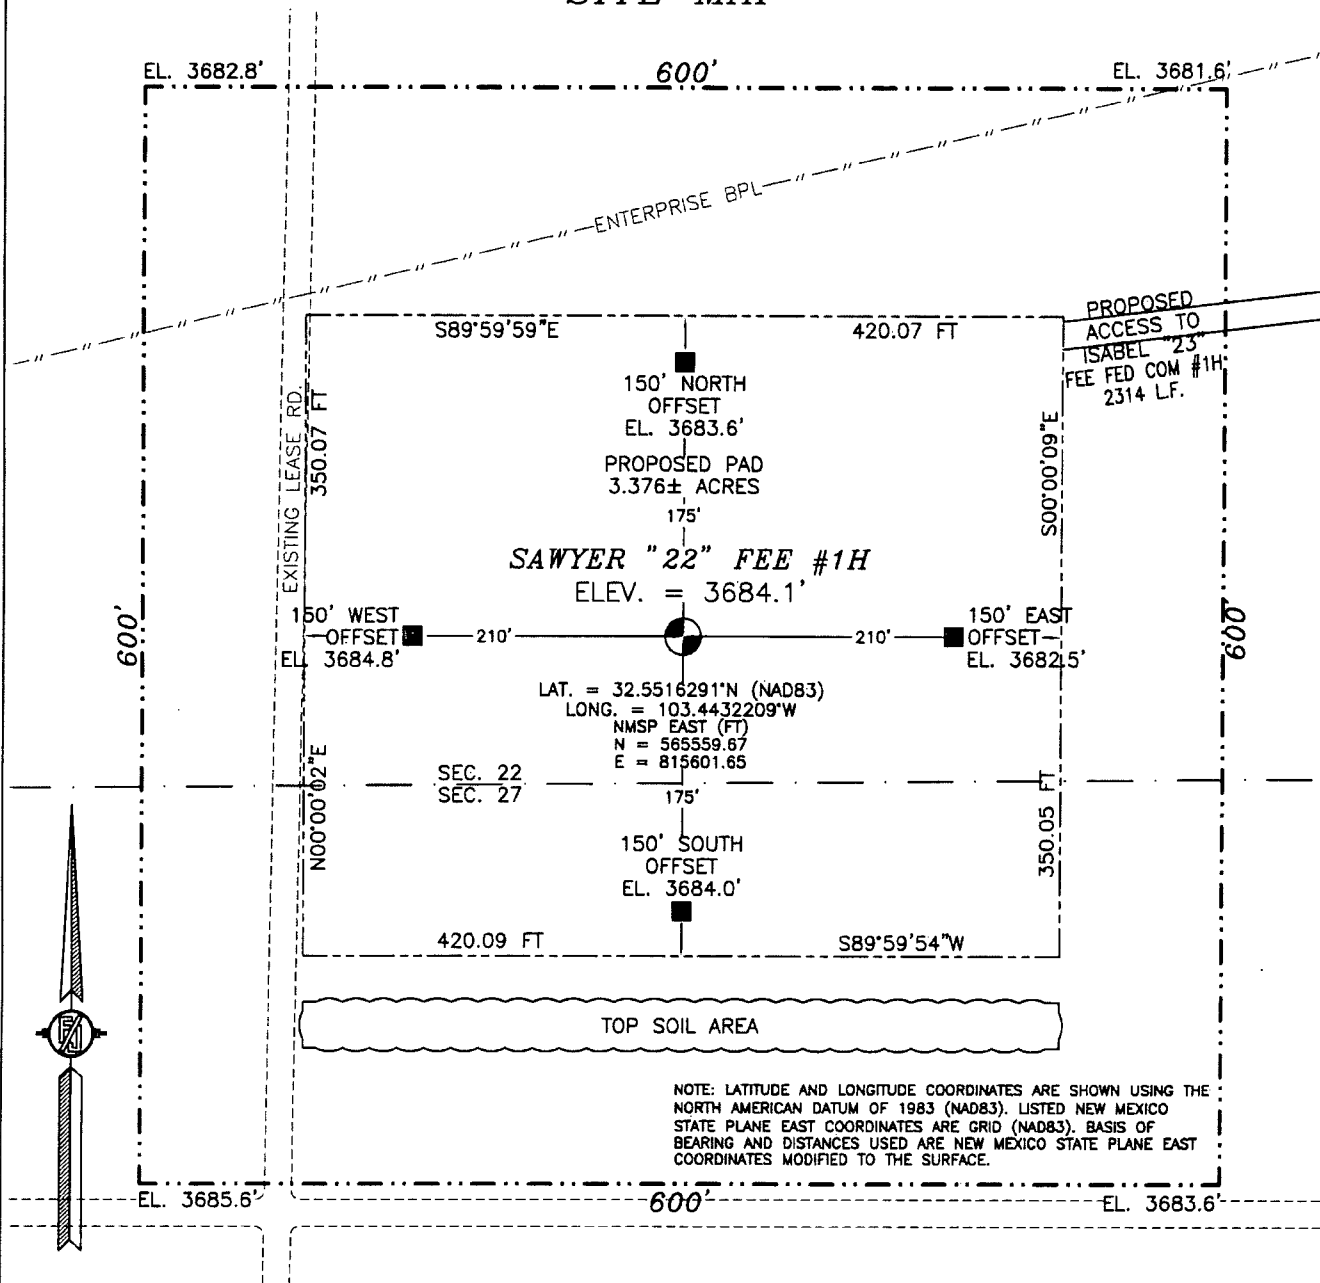 EL. 3682.8'
600'
EL. 3681.6'
ENTERPRISE BPL
S89°59'59"E
420.07 FT
PROPOSED
ACCESS TO
ISABEL "23"
FEE FED COM #1H
2314 L.F.
150' NORTH
OFFSET
EL. 3683.6'
350.07 FT
EXISTING LEASE RD.
PROPOSED PAD
3.376± ACRES
175'
S00°00'09"E
SAWYER "22" FEE #1H
ELEV. = 3684.1'
600'
150' WEST
OFFSET
EL. 3684.8'
210'
210'
150' EAST
OFFSET
EL. 3682.5'
600'
LAT. = 32.5516291°N (NAD83)
LONG. = 103.4432209°W
NMSP EAST (FT)
N = 565559.67
E = 815601.65
N00°00'02"E
SEC. 22
SEC. 27
175'
350.05 FT
150' SOUTH
OFFSET
EL. 3684.0'
420.09 FT
S89°59'54"W
TOP SOIL AREA
NOTE: LATITUDE AND LONGITUDE COORDINATES ARE SHOWN USING THE
NORTH AMERICAN DATUM OF 1983 (NAD83). LISTED NEW MEXICO
STATE PLANE EAST COORDINATES ARE GRID (NAD83). BASIS OF
BEARING AND DISTANCES USED ARE NEW MEXICO STATE PLANE EAST
COORDINATES MODIFIED TO THE SURFACE.
EL. 3685.6'
600'
EL. 3683.6'